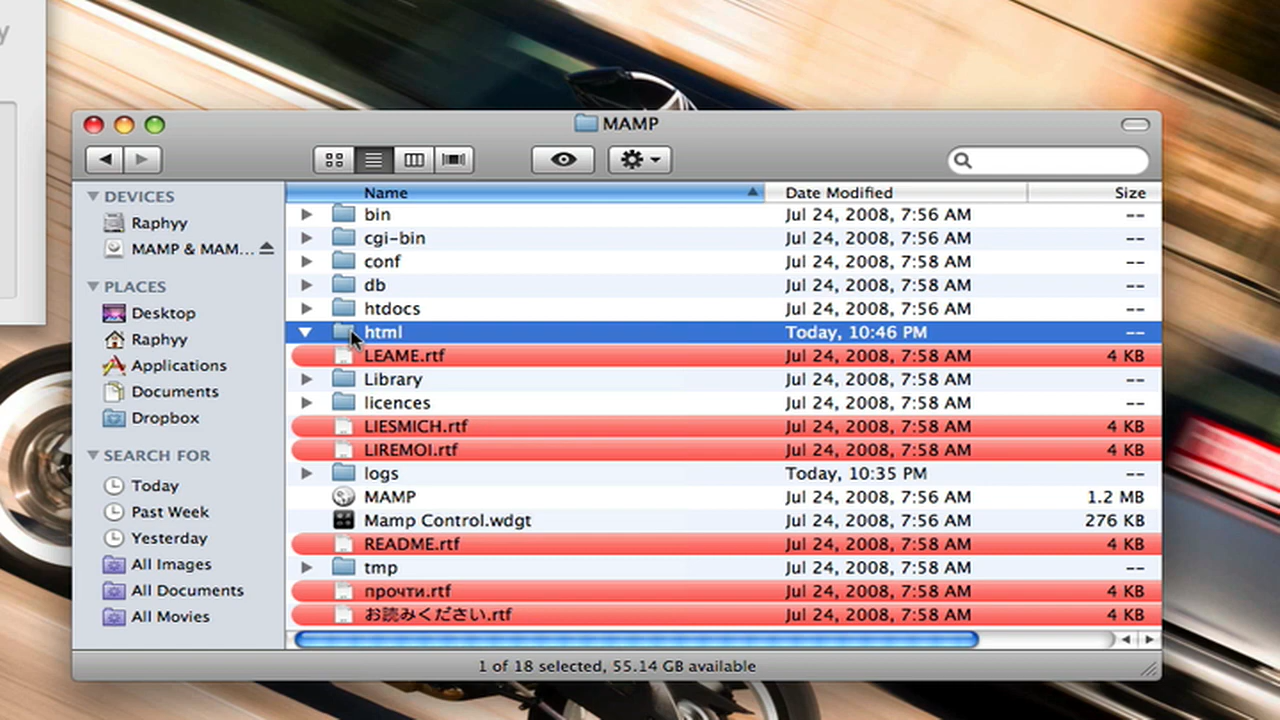 y
MAMP
Name Date Modified Size
DEVICES
Raphyy
MAMP & MAM...
PLACES
Desktop
Raphyy
Applications
Documents
Dropbox
SEARCH FOR
Today
Past Week
Yesterday
All Images
All Documents
All Movies
bin Jul 24, 2008, 7:56 AM --
cgi-bin Jul 24, 2008, 7:56 AM --
conf Jul 24, 2008, 7:56 AM --
db Jul 24, 2008, 7:56 AM --
htdocs Jul 24, 2008, 7:56 AM --
html Today, 10:46 PM --
LEAME.rtf Jul 24, 2008, 7:58 AM 4 KB
Library Jul 24, 2008, 7:58 AM --
licences Jul 24, 2008, 7:58 AM --
LIESMICH.rtf Jul 24, 2008, 7:58 AM 4 KB
LIREMOI.rtf Jul 24, 2008, 7:58 AM 4 KB
logs Today, 10:35 PM --
MAMP Jul 24, 2008, 7:56 AM 1.2 MB
Mamp Control.wdgt Jul 24, 2008, 7:56 AM 276 KB
README.rtf Jul 24, 2008, 7:58 AM 4 KB
tmp Jul 24, 2008, 7:58 AM --
прочти.rtf Jul 24, 2008, 7:58 AM 4 KB
お読みください.rtf Jul 24, 2008, 7:58 AM 4 KB
1 of 18 selected, 55.14 GB available